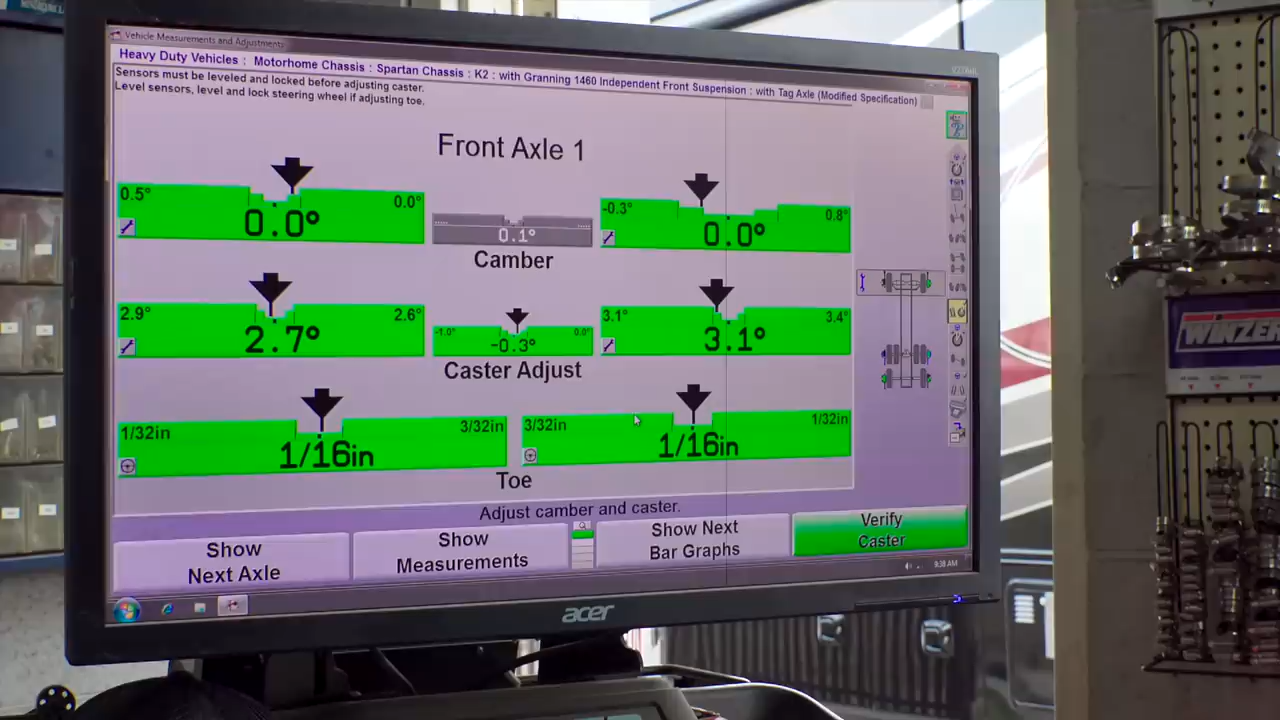 Vehicle Measurements and Adjustments
Heavy Duty Vehicles : Motorhome Chassis : Spartan Chassis : K2 : with Granning 1460 Independent Front Suspension : with Tag Axle (Modified Specification)
Sensors must be leveled and locked before adjusting caster.
Level sensors, level and lock steering wheel if adjusting toe.
Front Axle 1
0.5° 0.0° -0.3° 0.8°
0.0° 0.1° 0.0°
Camber
2.9° 2.6° -1.0° 0.0° 3.1° 3.4°
2.7° -0.3° 3.1°
Caster Adjust
1/32in 3/32in 3/32in 1/32in
1/16in 1/16in
Toe
Adjust camber and caster.
Show
Next Axle
Show
Measurements
Show Next
Bar Graphs
Verify
Caster
9:38 AM
acer
WINZER